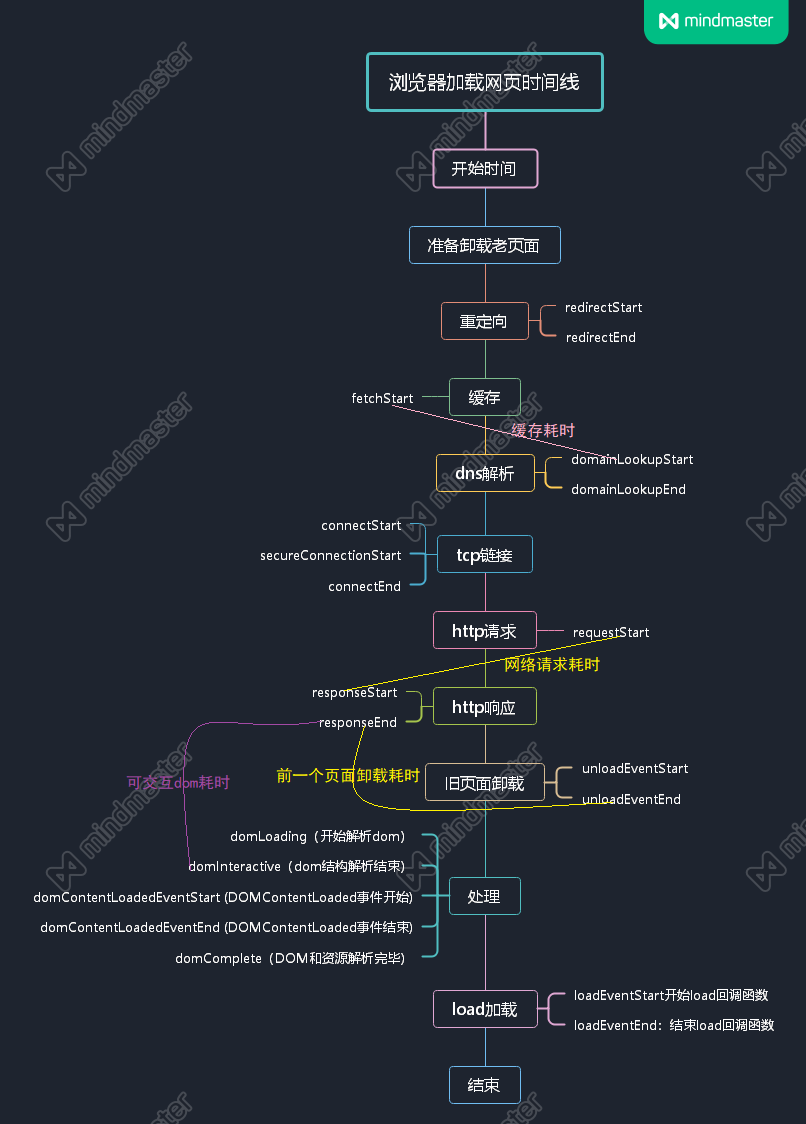 mindmaster
浏览器加载网页时间线
开始时间
准备卸载老页面
重定向
redirectStart
redirectEnd
fetchStart
缓存
缓存耗时
dns解析
domainLookupStart
domainLookupEnd
connectStart
secureConnectionStart
connectEnd
tcp链接
http请求
requestStart
网络请求耗时
responseStart
responseEnd
http响应
可交互dom耗时
前一个页面卸载耗时
旧页面卸载
unloadEventStart
unloadEventEnd
domLoading（开始解析dom）
domInteractive（dom结构解析结束）
domContentLoadedEventStart (DOMContentLoaded事件开始)
domContentLoadedEventEnd (DOMContentLoaded事件结束)
domComplete（DOM和资源解析完毕）
处理
load加载
loadEventStart开始load回调函数
loadEventEnd：结束load回调函数
结束
mindmaster
mindmaster
mindmaster
mindmaster
mindmaster
mindmaster
mindmaster
mindmaster
mindmaster
mindmaster
mindmaster